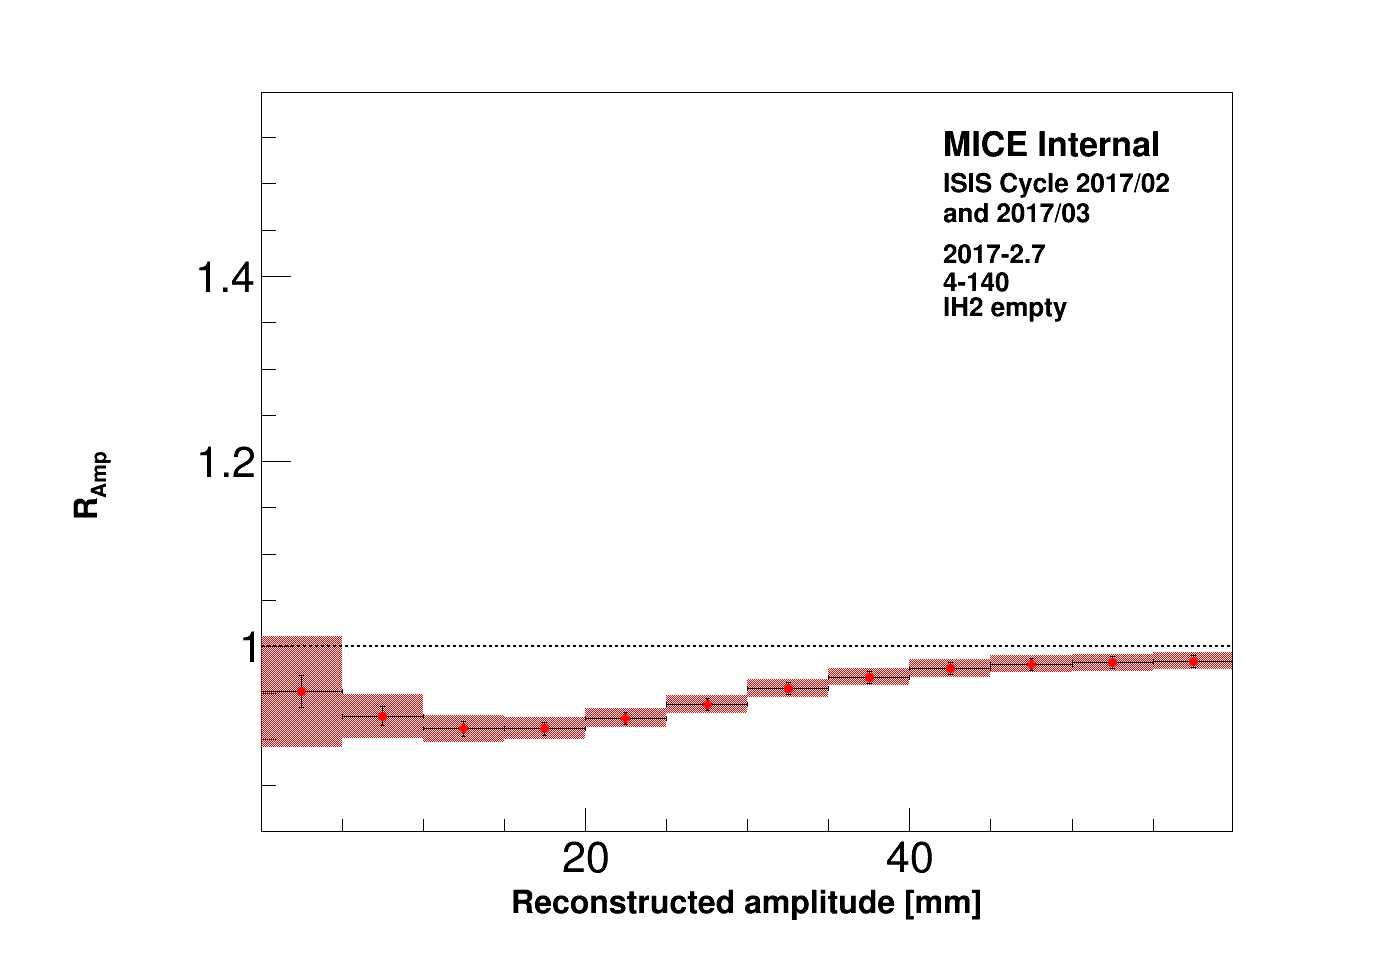 MICE Internal
ISIS Cycle 2017/02
and 2017/03
2017-2.7
4-140
lH2 empty
1.4
1.2
1
R_Amp
20
40
Reconstructed amplitude [mm]